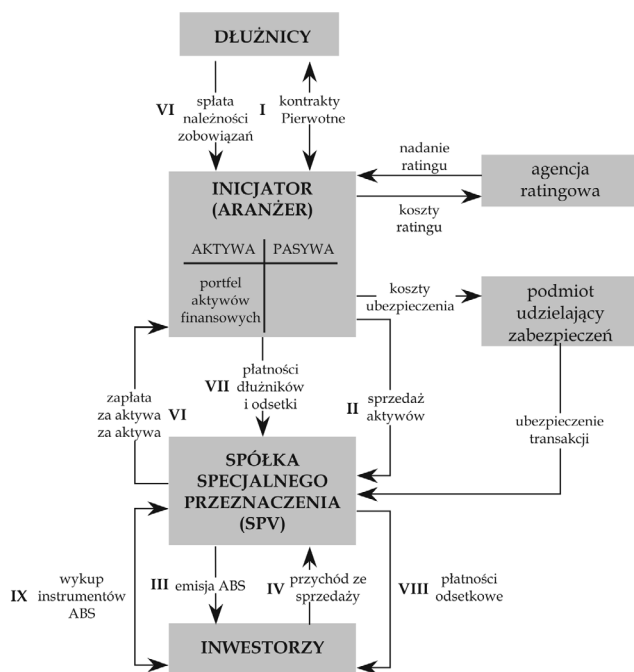 DŁUŻNICY
VI
spłata
należności
zobowiązań
I
kontrakty
Pierwotne
nadanie
ratingu
agencja
ratingowa
INICJATOR
(ARANŻER)
koszty
ratingu
AKTYWA
PASYWA
portfel
aktywów
finansowych
koszty
ubezpieczenia
podmiot
udzielający
zabezpieczeń
zapłata
za aktywa
za aktywa
VI
VII
płatności
dłużników
i odsetki
II
sprzedaż
aktywów
ubezpieczenie
transakcji
SPÓŁKA
SPECJALNEGO
PRZEZNACZENIA
(SPV)
IX
wykup
instrumentów
ABS
III
emisja ABS
IV
przychód ze
sprzedaży
VIII
płatności
odsetkowe
INWESTORZY